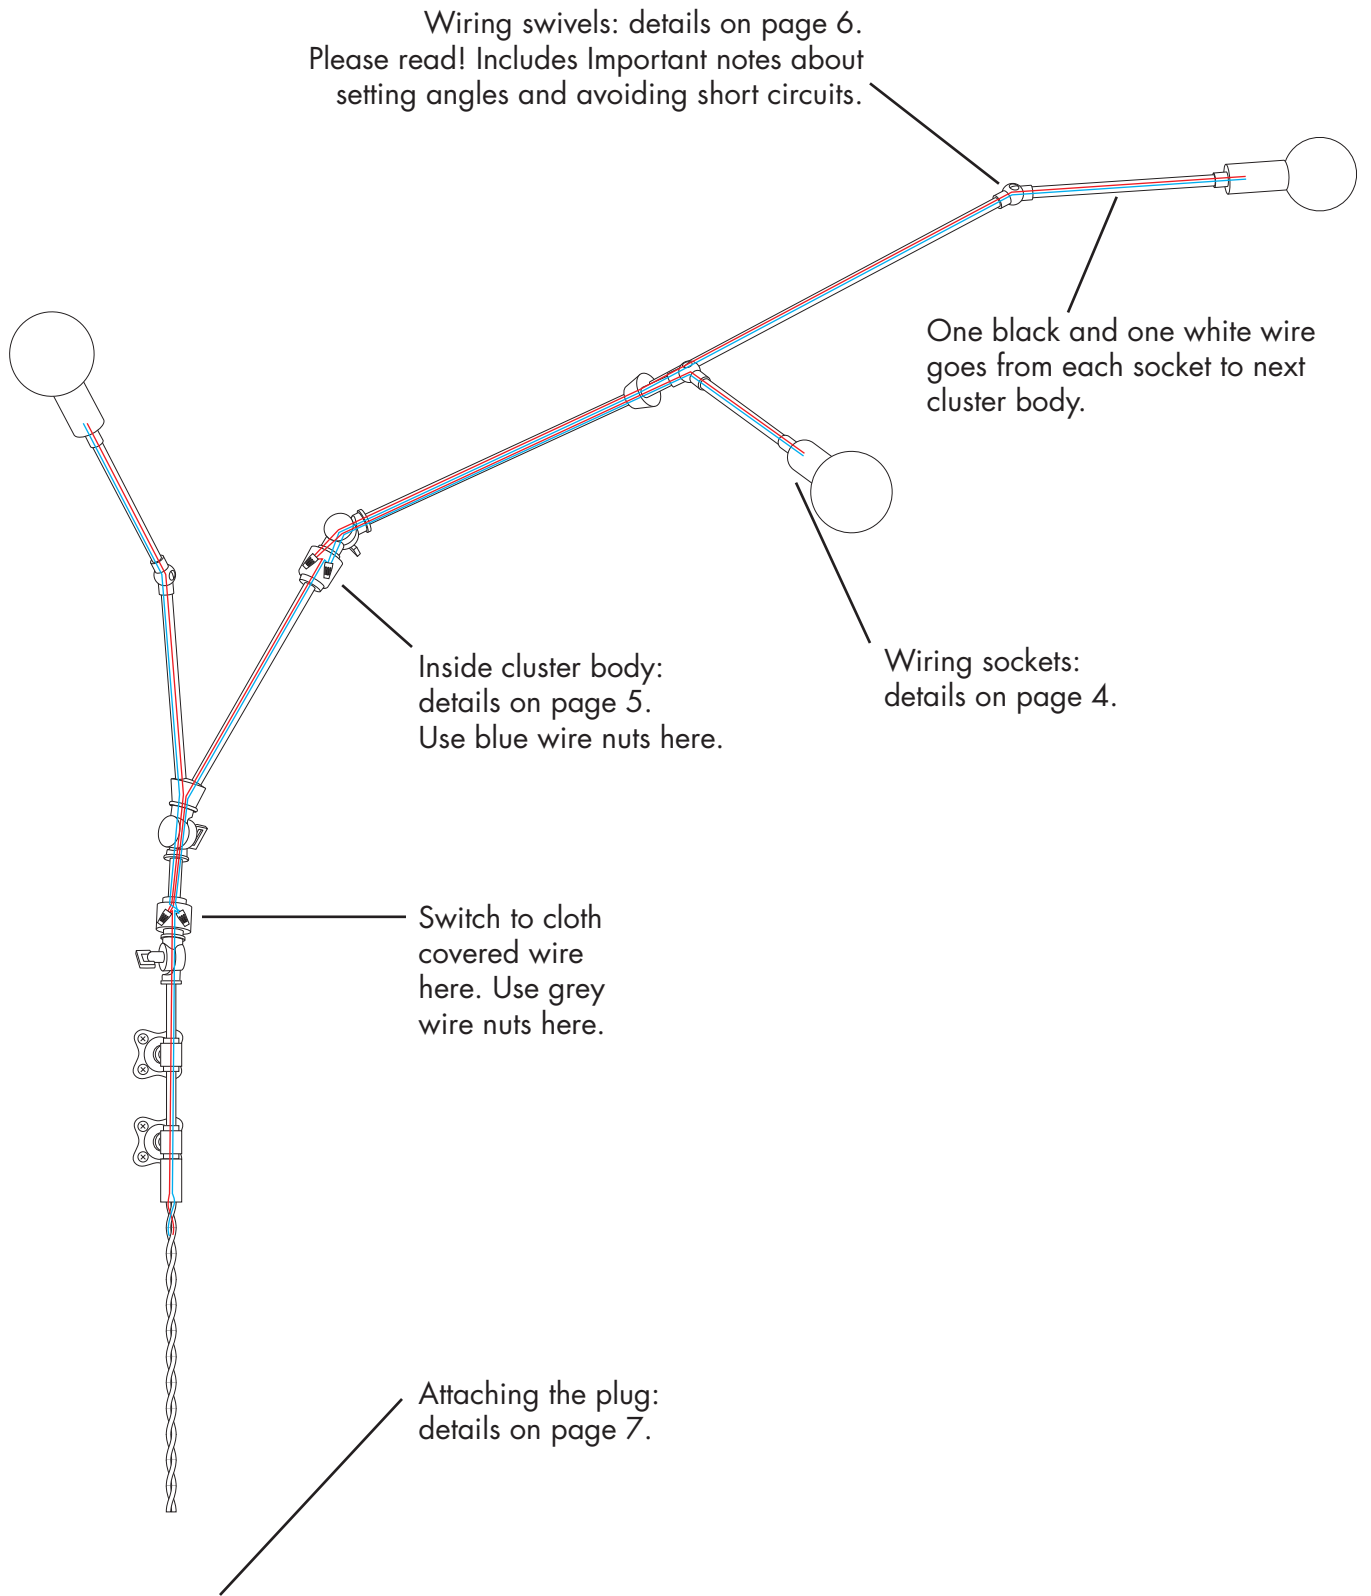 Wiring swivels: details on page 6.
Please read! Includes Important notes about
setting angles and avoiding short circuits.
One black and one white wire
goes from each socket to next
cluster body.
Inside cluster body:
details on page 5.
Use blue wire nuts here.
Wiring sockets:
details on page 4.
Switch to cloth
covered wire
here. Use grey
wire nuts here.
Attaching the plug:
details on page 7.